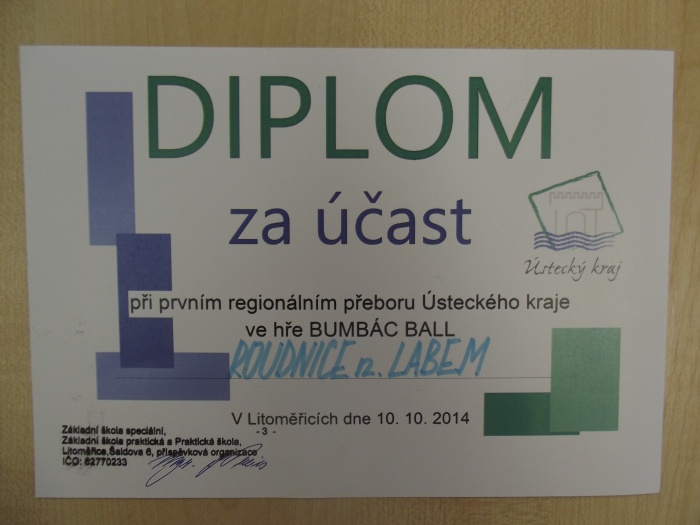 DIPLOM
za účast
Ústecký kraj
při prvním regionálním přeboru Ústeckého kraje
ve hře BUMBÁC BALL
ROUDNICE n. LABEM
V Litoměřicích dne 10. 10. 2014
- 3 -
Základní škola speciální,
Základní škola praktická a Praktická škola,
Litoměřice, Šaldova 6, příspěvková organizace
IČO: 62770233